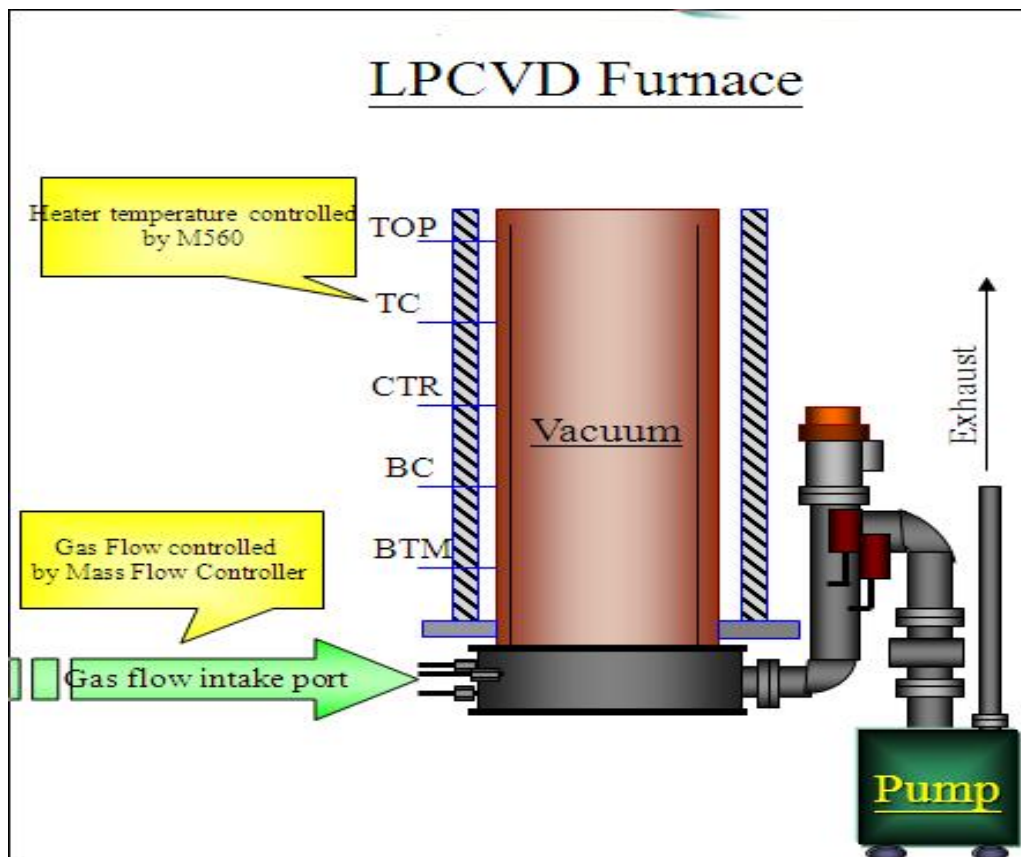 LPCVD Furnace
Heater temperature controlled
by M560
TOP
TC
CTR
BC
BTM
Vacuum
Exhaust
Gas Flow controlled
by Mass Flow Controller
Gas flow intake port
Pump